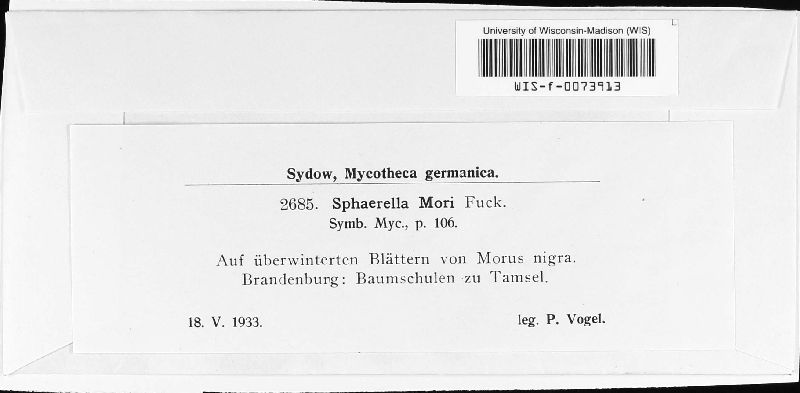 University of Wisconsin-Madison (WIS)
WIS-f-0073913
Sydow, Mycotheca germanica.
2685. Sphaerella Mori Fuck.
Symb. Myc., p. 106.
Auf überwinterten Blättern von Morus nigra.
Brandenburg: Baumschulen zu Tamsel.
18. V. 1933.
leg. P. Vogel.